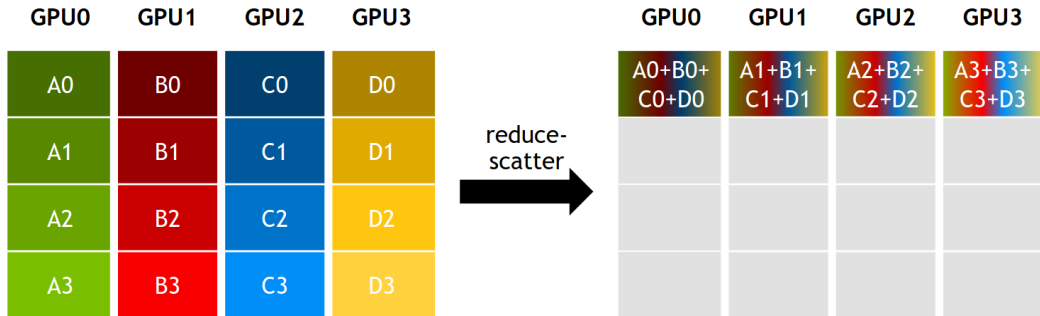 GPU0 GPU1 GPU2 GPU3 GPU0 GPU1 GPU2 GPU3
A0 B0 C0 D0
A1 B1 C1 D1
A2 B2 C2 D2
A3 B3 C3 D3
reduce-
scatter
A0+B0+ A1+B1+ A2+B2+ A3+B3+
C0+D0 C1+D1 C2+D2 C3+D3